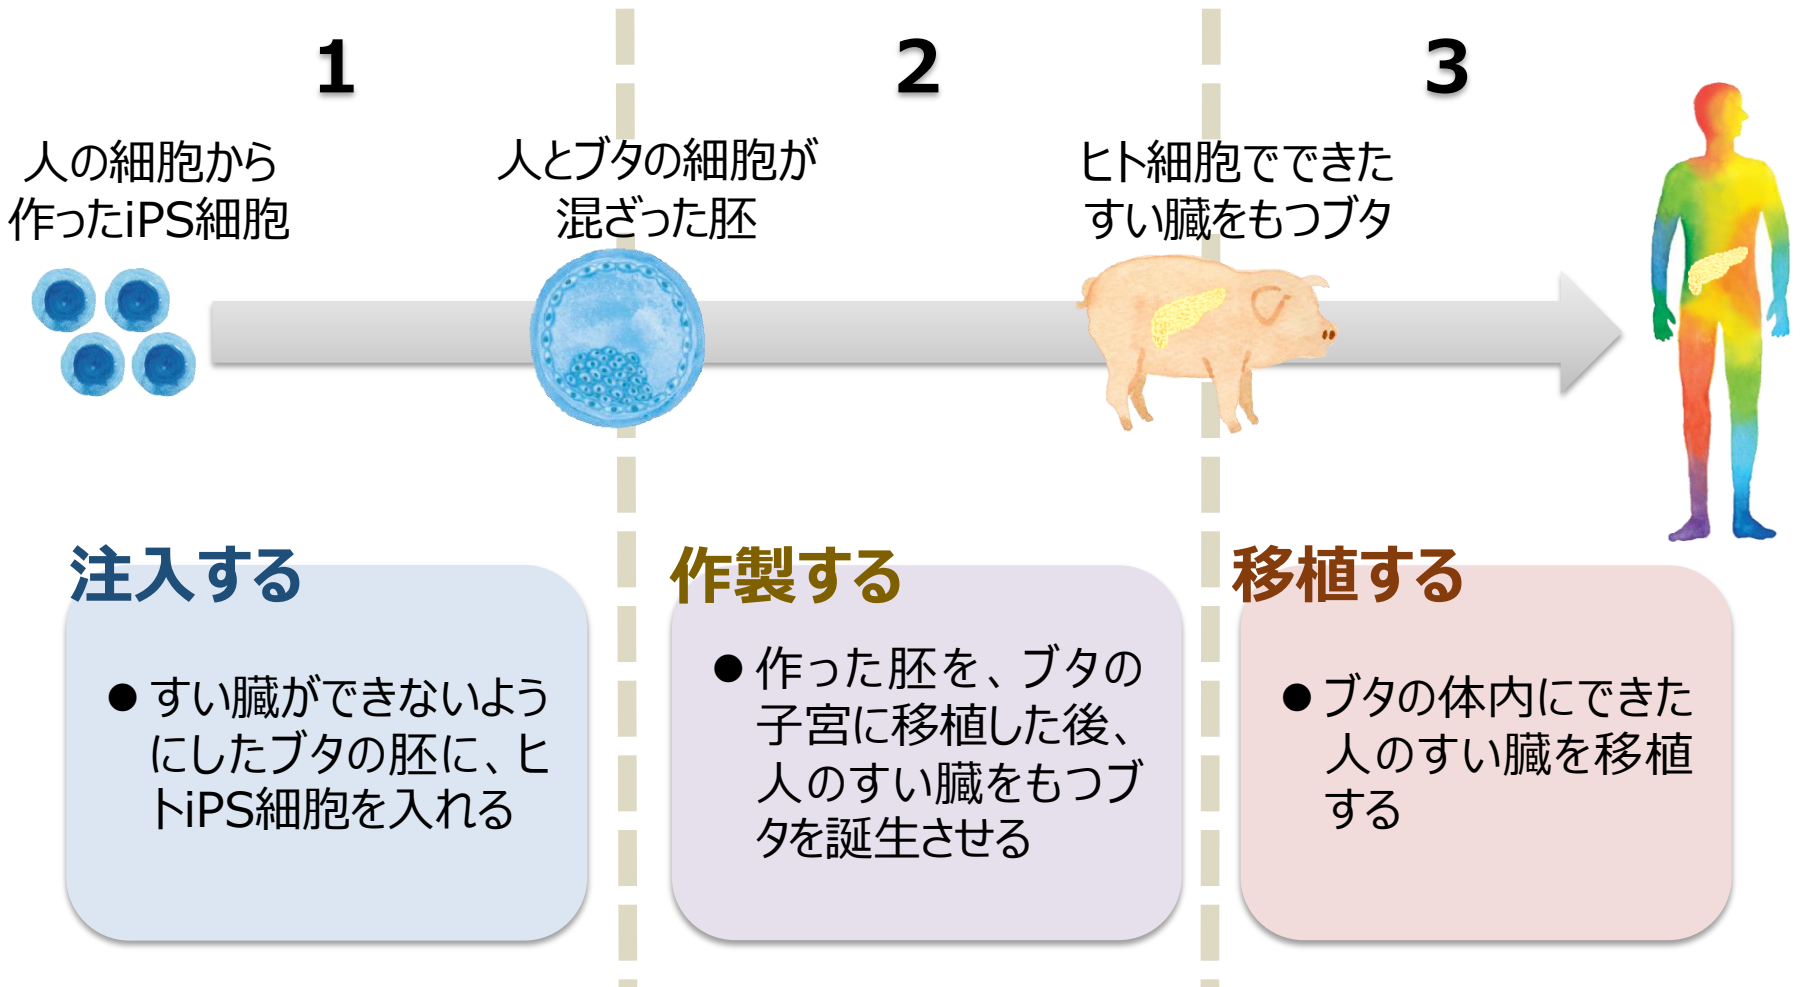 1
2
3
人の細胞から
作ったiPS細胞
人とブタの細胞が
混ざった胚
ヒト細胞でできた
すい臓をもつブタ
注入する
● すい臓ができないよう
にしたブタの胚に、ヒ
トiPS細胞を入れる
作製する
● 作った胚を、ブタの
子宮に移植した後、
人のすい臓をもつブ
タを誕生させる
移植する
● ブタの体内にできた
人のすい臓を移植
する